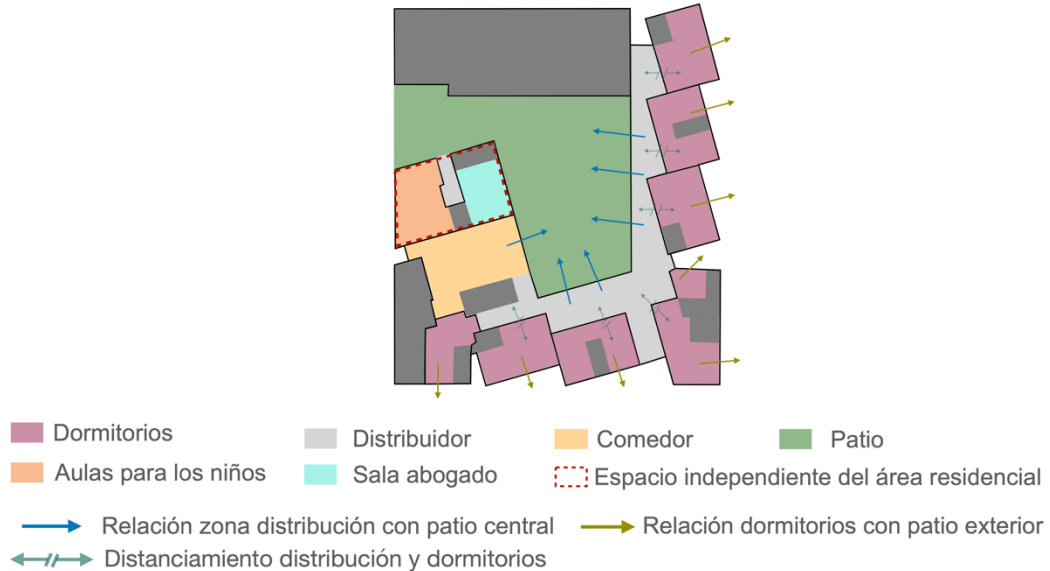 Dormitorios
Distribuidor
Comedor
Patio
Aulas para los niños
Sala abogado
Espacio independiente del área residencial
Relación zona distribución con patio central
Relación dormitorios con patio exterior
Distanciamiento distribución y dormitorios